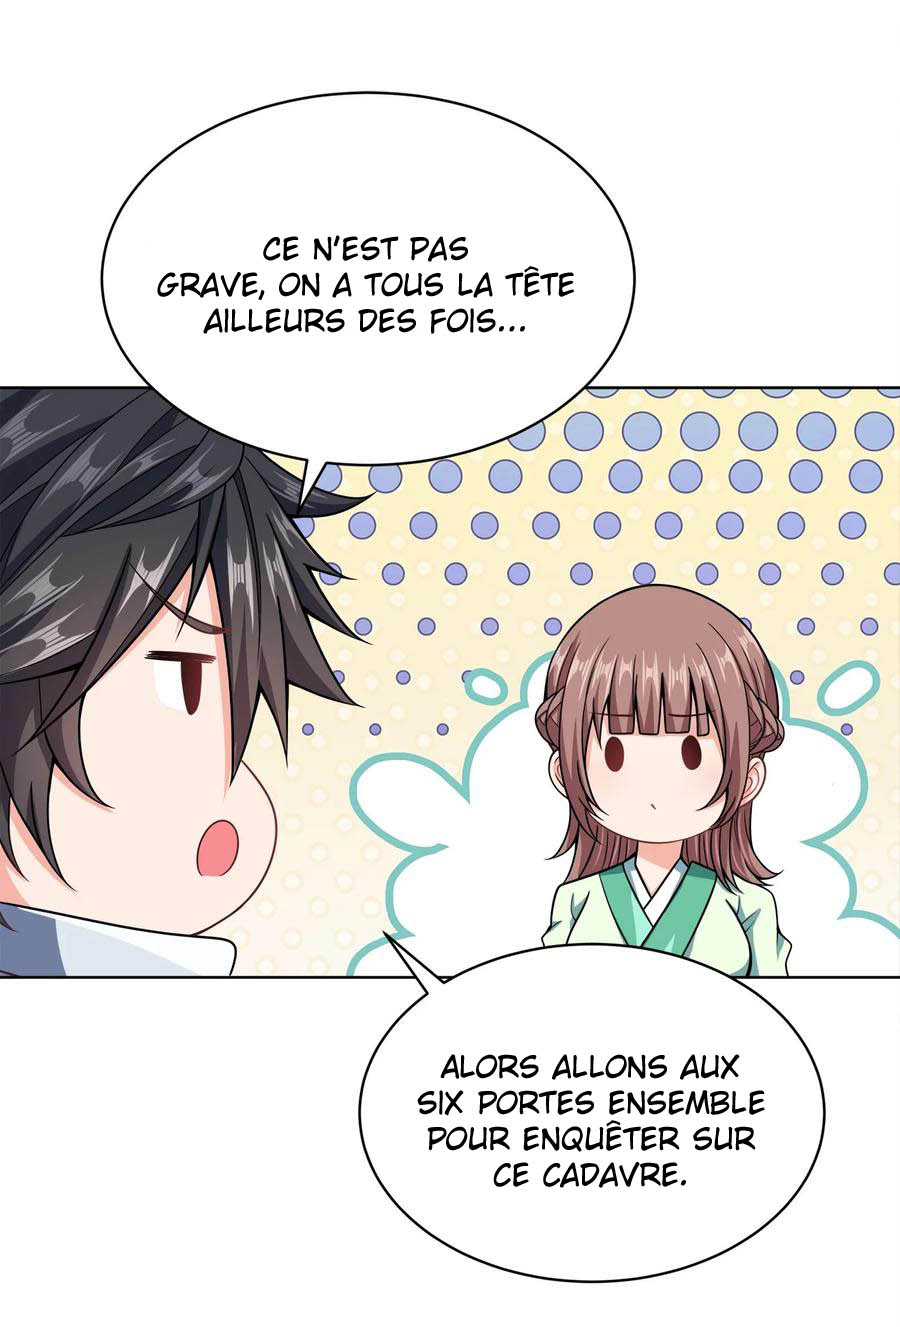 CE N'EST PAS
GRAVE, ON A TOUS LA TÊTE
AILLEURS DES FOIS...
ALORS ALLONS AUX
SIX PORTES ENSEMBLE
POUR ENQUÊTER SUR
CE CADAVRE.